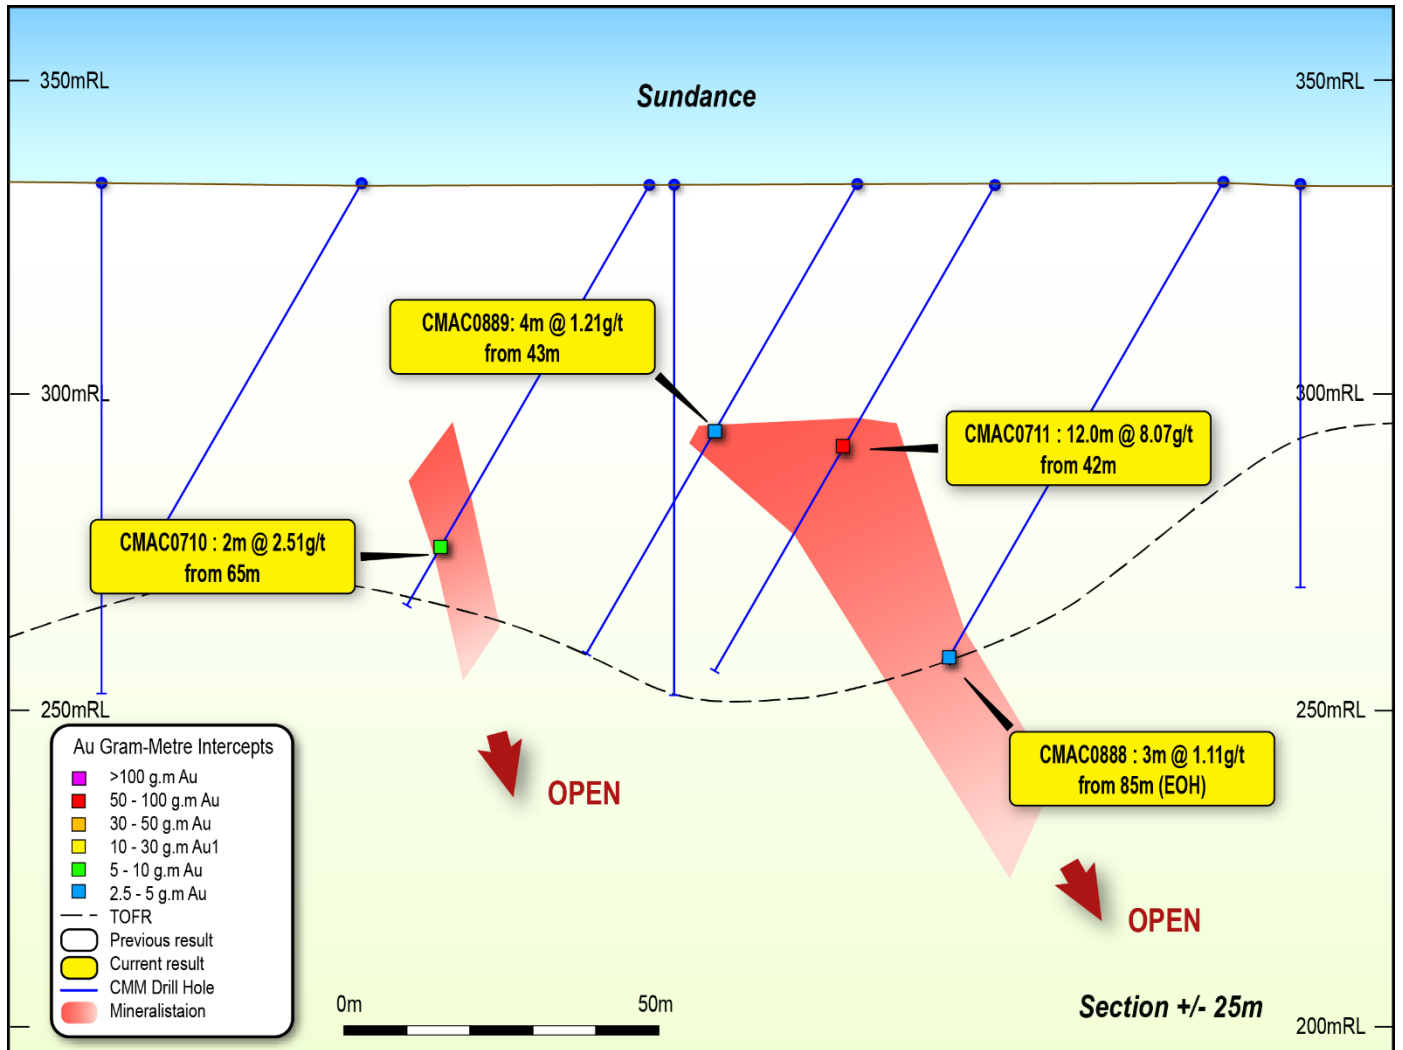 350mRL
350mRL
Sundance
CMAC0889: 4m @ 1.21g/t
from 43m
300mRL
300mRL
CMAC0711 : 12.0m @ 8.07g/t
from 42m
CMAC0710 : 2m @ 2.51g/t
from 65m
250mRL
250mRL
CMAC0888 : 3m @ 1.11g/t
from 85m (EOH)
OPEN
OPEN
Au Gram-Metre Intercepts
>100 g.m Au
50 - 100 g.m Au
30 - 50 g.m Au
10 - 30 g.m Au1
5 - 10 g.m Au
2.5 - 5 g.m Au
TOFR
Previous result
Current result
CMM Drill Hole
Mineralistaion
0m
50m
Section +/- 25m
200mRL